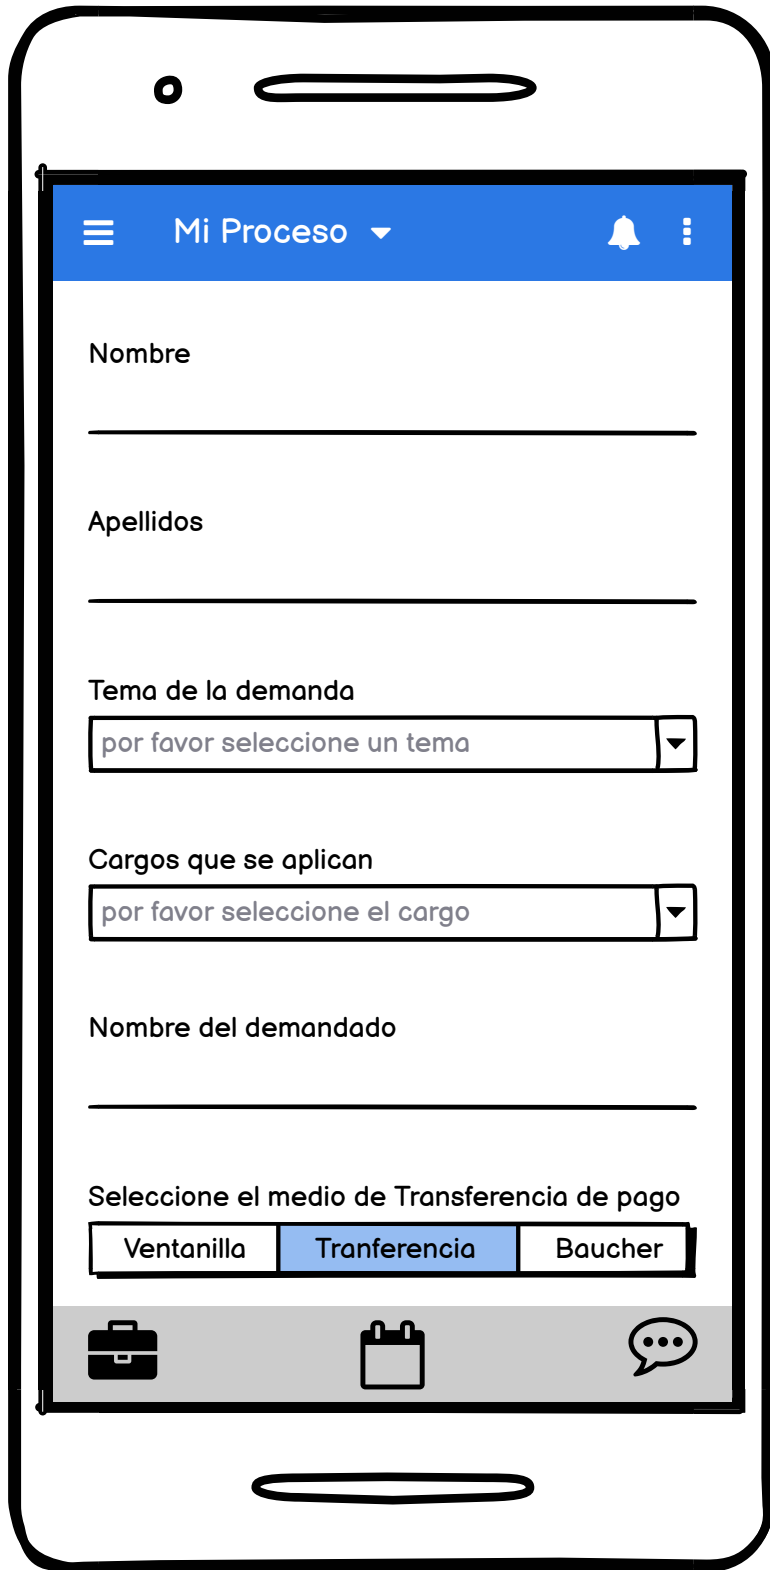 Mi Proceso
Nombre
Apellidos
Tema de la demanda
por favor seleccione un tema
Cargos que se aplican
por favor seleccione el cargo
Nombre del demandado
Seleccione el medio de Transferencia de pago
Ventanilla Tranferencia Baucher